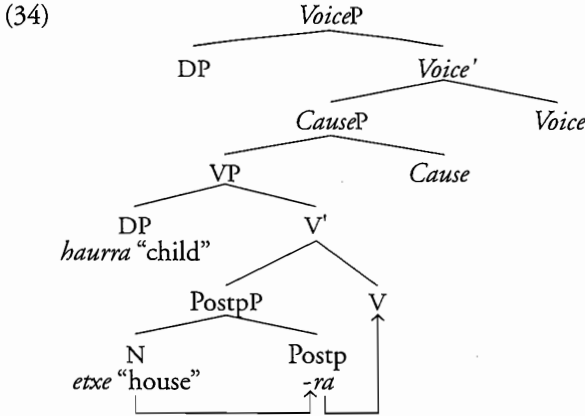 (34) VoiceP
DP Voice'
CauseP Voice
VP Cause
DP V'
haurra “child”
PostpP V
N Postp
etxe “house” -ra